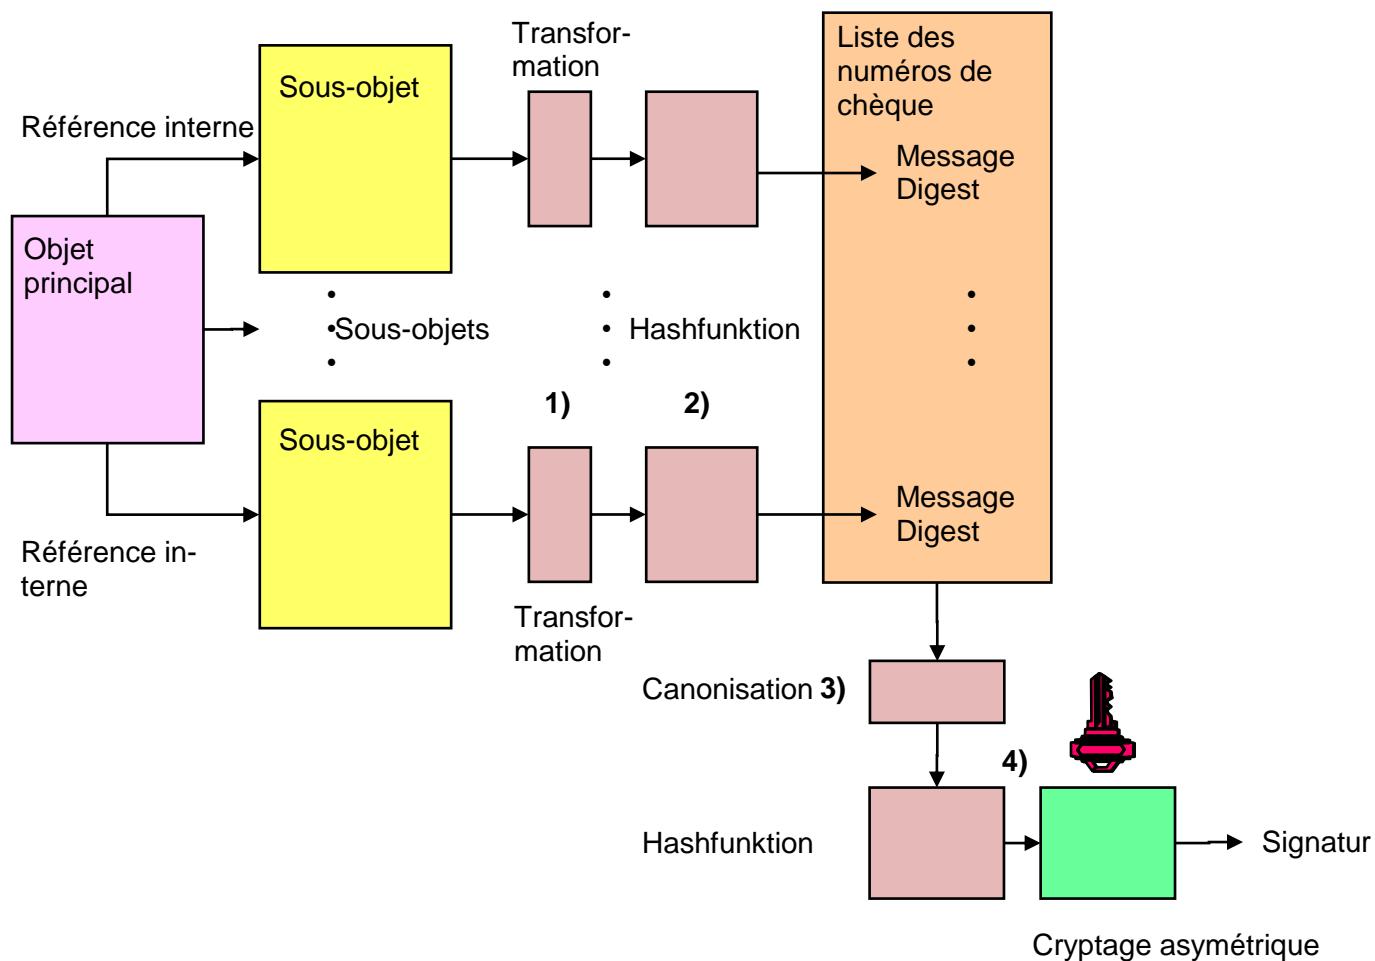 Transfor-
mation
Liste des
numéros de
chèque
Sous-objet
Référence interne
Message
Digest
Objet
principal
Sous-objets
Hashfunktion
1)
2)
Sous-objet
Message
Digest
Référence in-
terne
Transfor-
mation
Canonisation 3)
4)
Hashfunktion
Signatur
Cryptage asymétrique